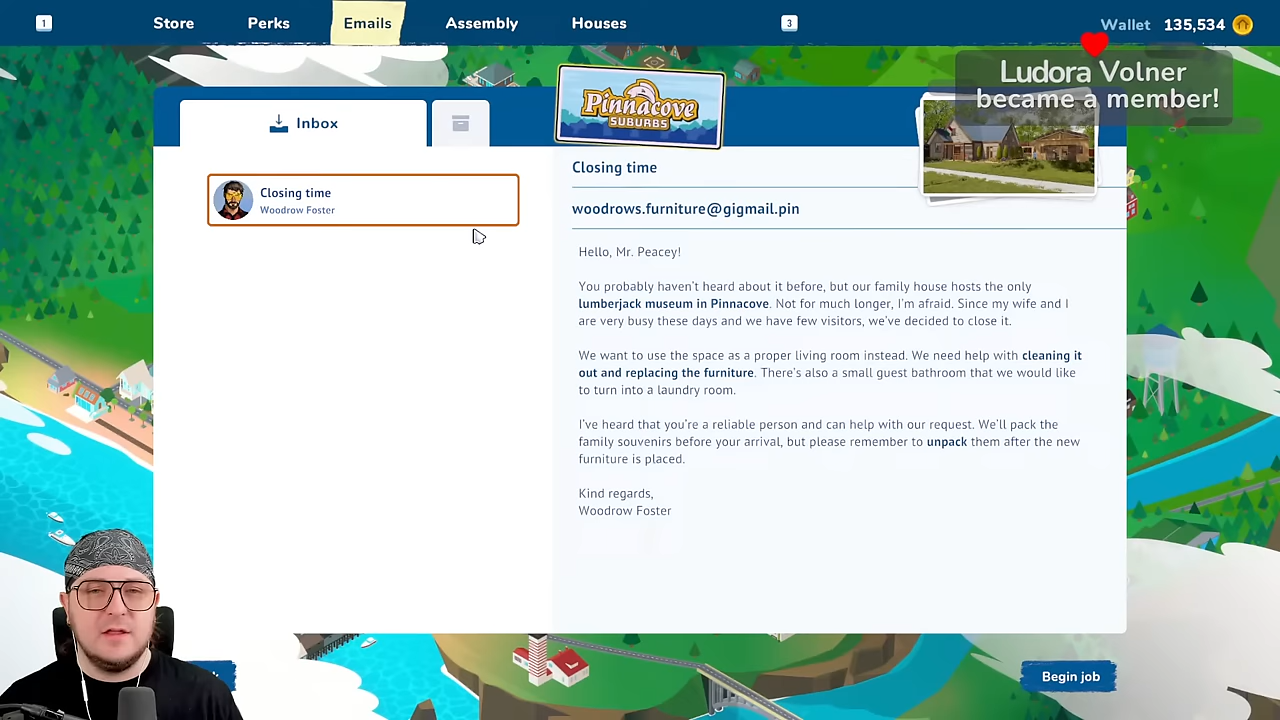 1
Store
Perks
Emails
Assembly
Houses
3
Wallet 135,534
Ludora Volner
became a member!
Inbox
Pinnacove
SUBURBS
Closing time
Woodrow Foster
Closing time
woodrows.furniture@gigmail.pin
Hello, Mr. Peacey!
You probably haven't heard about it before, but our family house hosts the only
lumberjack museum in Pinnacove. Not for much longer, I'm afraid. Since my wife and I
are very busy these days and we have few visitors, we've decided to close it.
We want to use the space as a proper living room instead. We need help with cleaning it
out and replacing the furniture. There's also a small guest bathroom that we would like
to turn into a laundry room.
I've heard that you're a reliable person and can help with our request. We'll pack the
family souvenirs before your arrival, but please remember to unpack them after the new
furniture is placed.
Kind regards,
Woodrow Foster
Begin job